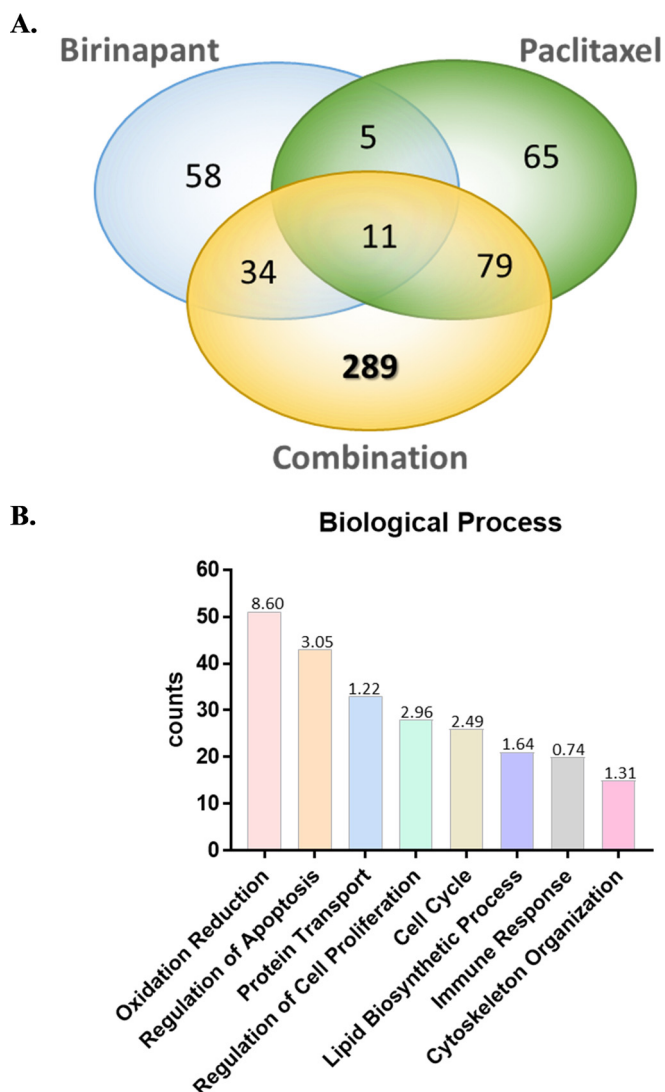 A.
Birinapant
Paclitaxel
5
58
65
11
34
79
289
Combination
B.
Biological Process
counts
60
50
40
30
20
10
0
8.60
3.05
1.22
2.96
2.49
1.64
0.74
1.31
Oxidation Reduction
Regulation of Apoptosis
Protein Transport
Regulation of Cell Proliferation
Cell Cycle
Lipid Biosynthetic Process
Immune Response
Cytoskeleton Organization